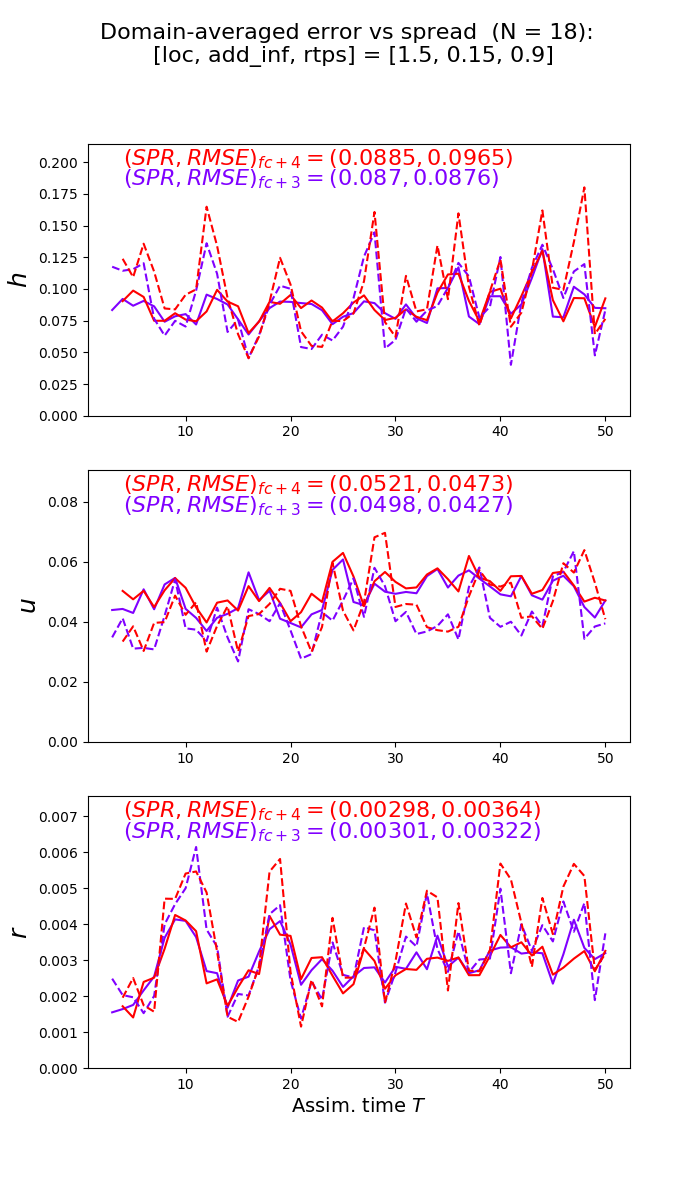 Domain-averaged error vs spread (N = 18):
[loc, add_inf, rtps] = [1.5, 0.15, 0.9]
(SPR, RMSE)fc+4 = (0.0885, 0.0965)
(SPR, RMSE)fc+3 = (0.087, 0.0876)
0.200
0.175
0.150
0.125
0.100
0.075
0.050
0.025
0.000
h
10 20 30 40 50
(SPR, RMSE)fc+4 = (0.0521, 0.0473)
(SPR, RMSE)fc+3 = (0.0498, 0.0427)
0.08
0.06
0.04
0.02
0.00
u
10 20 30 40 50
(SPR, RMSE)fc+4 = (0.00298, 0.00364)
(SPR, RMSE)fc+3 = (0.00301, 0.00322)
0.007
0.006
0.005
0.004
0.003
0.002
0.001
0.000
r
10 20 30 40 50
Assim. time T